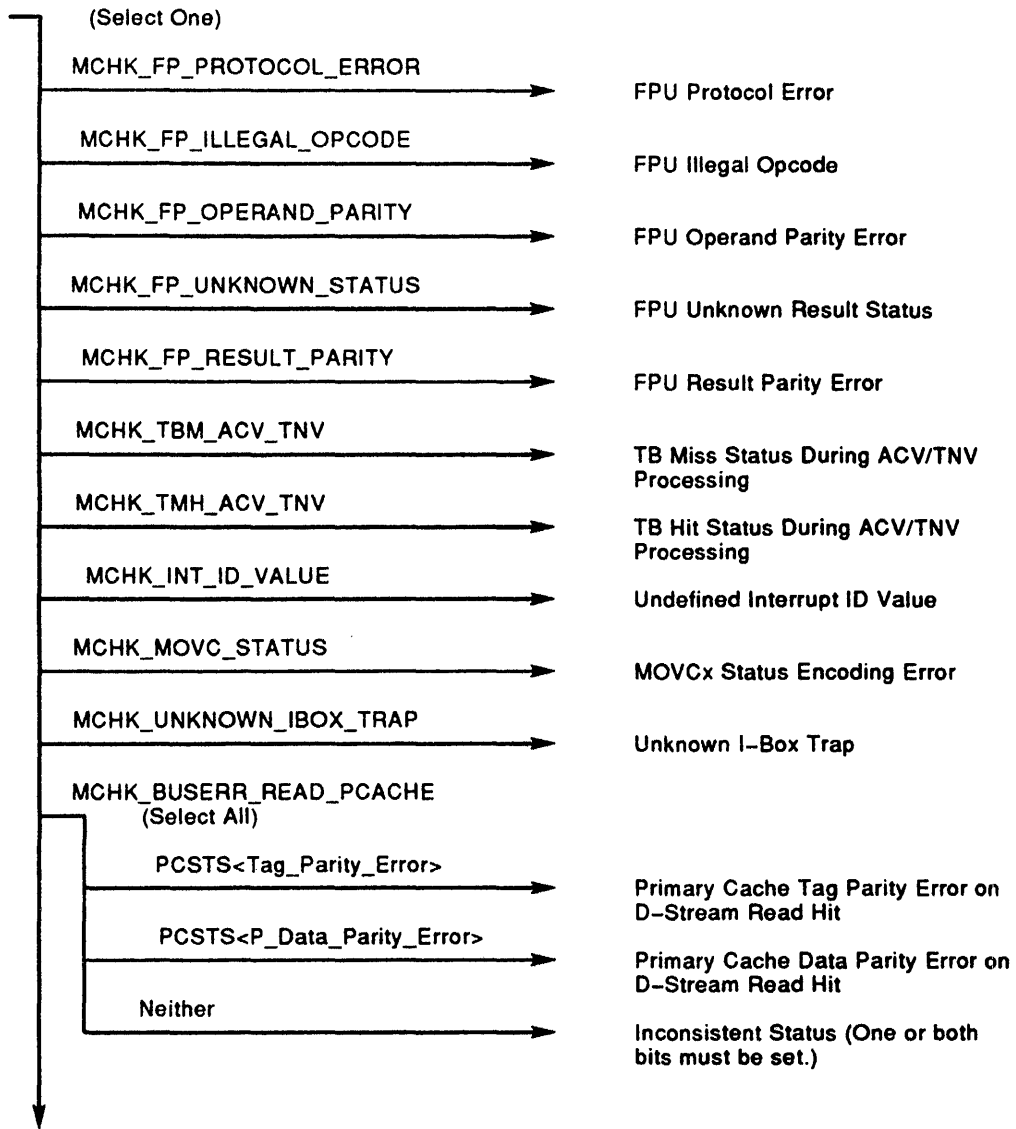 (Select One)
MCHK_FP_PROTOCOL_ERROR
FPU Protocol Error
MCHK_FP_ILLEGAL_OPCODE
FPU Illegal Opcode
MCHK_FP_OPERAND_PARITY
FPU Operand Parity Error
MCHK_FP_UNKNOWN_STATUS
FPU Unknown Result Status
MCHK_FP_RESULT_PARITY
FPU Result Parity Error
MCHK_TBM_ACV_TNV
TB Miss Status During ACV/TNV
Processing
MCHK_TMH_ACV_TNV
TB Hit Status During ACV/TNV
Processing
MCHK_INT_ID_VALUE
Undefined Interrupt ID Value
MCHK_MOVC_STATUS
MOVCx Status Encoding Error
MCHK_UNKNOWN_IBOX_TRAP
Unknown I-Box Trap
MCHK_BUSERR_READ_PCACHE
(Select All)
PCSTS<Tag_Parity_Error>
Primary Cache Tag Parity Error on
D-Stream Read Hit
PCSTS<P_Data_Parity_Error>
Primary Cache Data Parity Error on
D-Stream Read Hit
Neither
Inconsistent Status (One or both
bits must be set.)